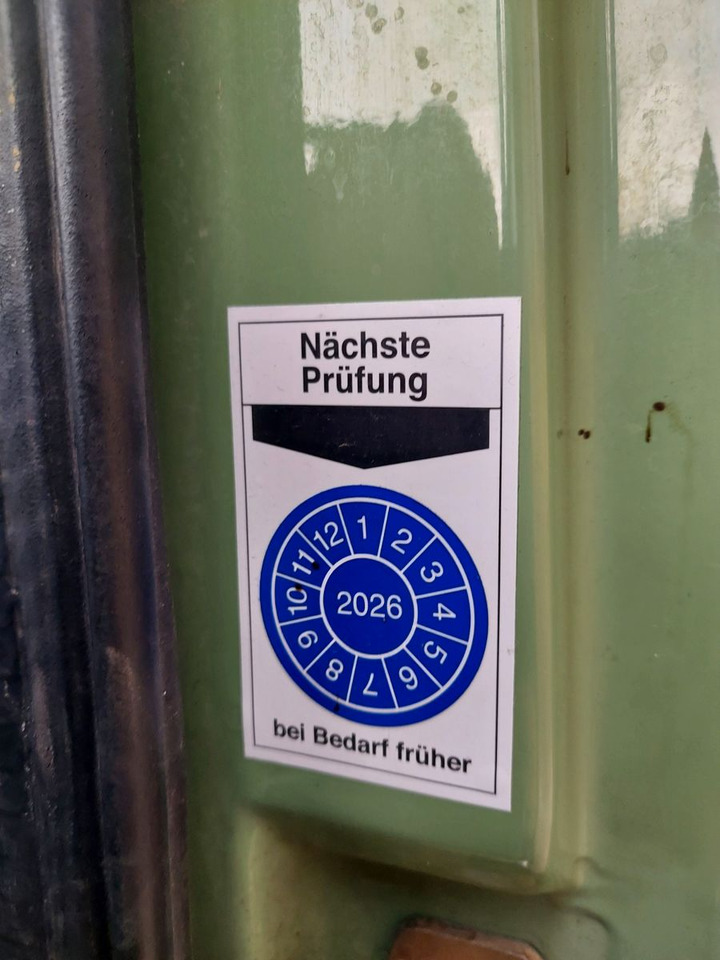 Nächste
Prüfung
1 2 3 4 5 6 7 8 9 10 11 12
2026
bei Bedarf früher